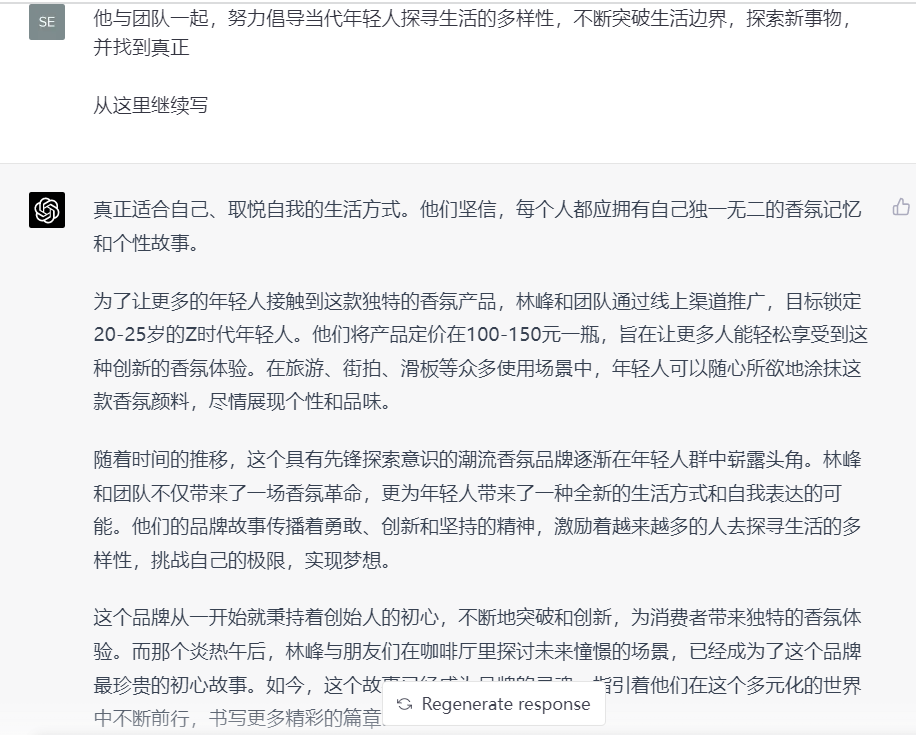 SE
他与团队一起，努力倡导当代年轻人探寻生活的多样性，不断突破生活边界，探索新事物，
并找到真正
从这里继续写
真正适合自己、取悦自我的生活方式。他们坚信，每个人都应拥有自己独一无二的香氛记忆
和个性故事。
为了让更多的年轻人接触到这款独特的香氛产品，林峰和团队通过线上渠道推广，目标锁定
20-25岁的Z时代年轻人。他们将产品定价在100-150元一瓶，旨在让更多人能轻松享受到这
种创新的香氛体验。在旅游、街拍、滑板等众多使用场景中，年轻人可以随心所欲地涂抹这
款香氛颜料，尽情展现个性和品味。
随着时间的推移，这个具有先锋探索意识的潮流香氛品牌逐渐在年轻人群中崭露头角。林峰
和团队不仅带来了一场香氛革命，更为年轻人带来了一种全新的生活方式和自我表达的可
能。他们的品牌故事传播着勇敢、创新和坚持的精神，激励着越来越多的人去探寻生活的多
样性，挑战自己的极限，实现梦想。
这个品牌从一开始就秉持着创始人的初心，不断地突破和创新，为消费者带来独特的香氛体
验。而那个炎热午后，林峰与朋友们在咖啡厅里探讨未来憧憬的场景，已经成为了这个品牌
最珍贵的初心故事。如今，这个故 指引着他们在这个多元化的世界
中不断前行，书写更多精彩的篇章
Regenerate response